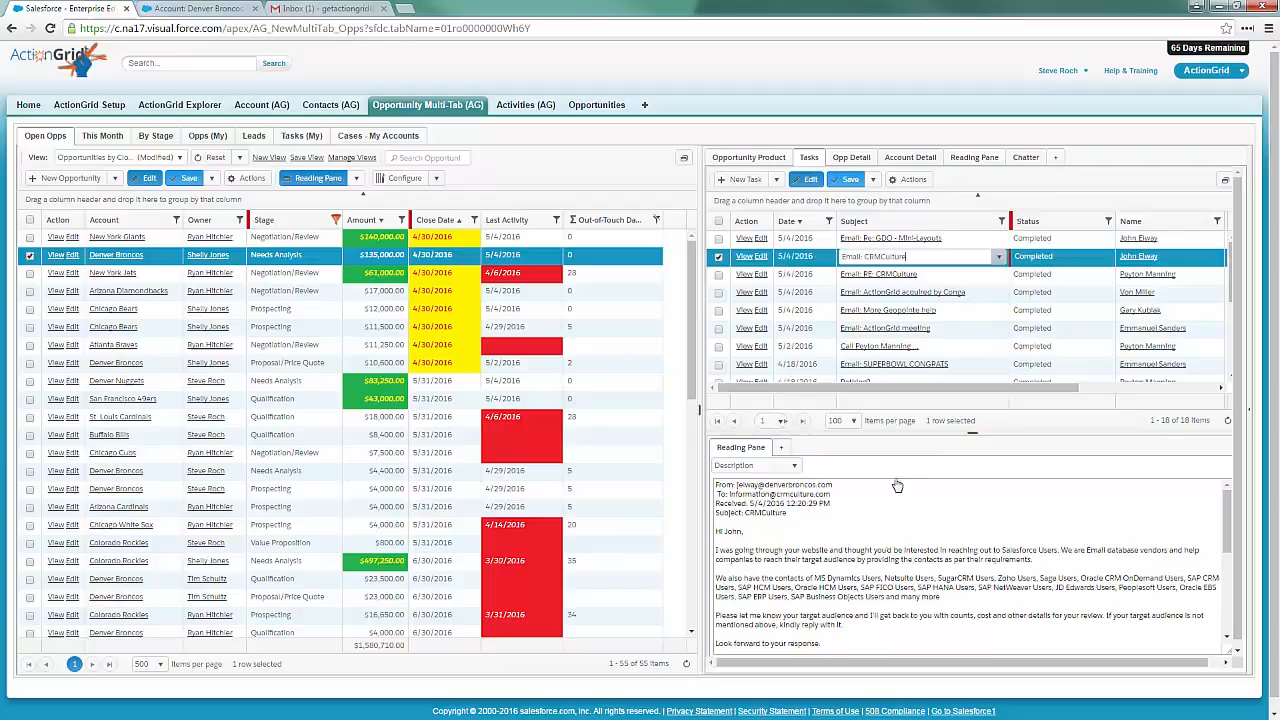 Salesforce - Enterprise Ed
Account: Denver Bronco:
Inbox (1) - getactiongrid@
https://c.na17.visual.force.com/apex/AG_NewMultiTab_Opps?sfdc.tabName=01ro0000000Wh6Y
ActionGrid
Search...
Search
65 Days Remaining
Steve Roch
Help & Training
ActionGrid
Home
ActionGrid Setup
ActionGrid Explorer
Account (AG)
Contacts (AG)
Opportunity Multi-Tab (AG)
Activities (AG)
Opportunities
+
Open Opps
This Month
By Stage
Opps (My)
Leads
Tasks (My)
Cases - My Accounts
View:
Opportunities by Clo... (Modified)
Reset
New View
Save View
Manage Views
Search Opportuni
New Opportunity
Edit
Save
Actions
Reading Pane
Configure
Drag a column header and drop it here to group by that column
Action Account Owner Stage Amount Close Date Last Activity Σ Out-of-Touch Da...
View Edit New York Giants Ryan Hitchler Negotiation/Review $140,000.00 4/30/2016 5/4/2016 0
View Edit Denver Broncos Shelly Jones Needs Analysis $135,000.00 4/30/2016 5/4/2016 0
View Edit New York Jets Ryan Hitchler Negotiation/Review $61,000.00 4/30/2016 4/6/2016 28
View Edit Arizona Diamondbacks Ryan Hitchler Negotiation/Review $17,000.00 4/30/2016 5/4/2016 0
View Edit Chicago Bears Shelly Jones Prospecting $12,000.00 4/30/2016 5/4/2016 0
View Edit Chicago Bears Shelly Jones Prospecting $11,500.00 4/30/2016 4/29/2016 5
View Edit Atlanta Braves Ryan Hitchler Negotiation/Review $11,250.00 4/30/2016
View Edit Denver Broncos Shelly Jones Proposal/Price Quote $10,600.00 4/30/2016 5/2/2016 2
View Edit Denver Nuggets Steve Roch Needs Analysis $83,250.00 5/31/2016 5/4/2016 0
View Edit San Francisco 49ers Shelly Jones Qualification $43,000.00 5/31/2016 5/4/2016 0
View Edit St. Louis Cardinals Steve Roch Qualification $18,000.00 5/31/2016 4/6/2016 28
View Edit Buffalo Bills Steve Roch Qualification $8,400.00 5/31/2016
View Edit Chicago Cubs Steve Roch Negotiation/Review $7,500.00 5/31/2016
View Edit Denver Broncos Steve Roch Needs Analysis $4,400.00 5/31/2016 4/29/2016 5
View Edit Denver Broncos Steve Roch Prospecting $4,000.00 5/31/2016 4/29/2016 5
View Edit Arizona Cardinals Steve Roch Prospecting $4,000.00 5/31/2016 4/29/2016 5
View Edit Chicago White Sox Steve Roch Prospecting $4,000.00 5/31/2016 4/14/2016 20
View Edit Colorado Rockies Steve Roch Value Proposition $800.00 5/31/2016
View Edit Colorado Rockies Shelly Jones Needs Analysis $497,250.00 6/30/2016 3/30/2016 35
View Edit Denver Broncos Tim Schultz Qualification $23,500.00 6/30/2016
View Edit Denver Broncos Tim Schultz Qualification $4,000.00 6/30/2016
View Edit Colorado Rockies Ryan Hitchler Prospecting $16,650.00 6/30/2016 3/31/2016 34
View Edit Denver Broncos Ryan Hitchler Qualification $4,000.00 6/30/2016
$1,580,710.00
1
500
Items per page
1 row selected
1 - 55 of 55 Items
Opportunity Product
Tasks
Opp Detail
Account Detail
Reading Pane
Chatter
+
New Task
Edit
Save
Actions
Drag a column header and drop it here to group by that column
Action Date Subject Status Name
View Edit 5/4/2016 Email: Re: GDO - Mini-Layouts Completed John Elway
View Edit 5/4/2016 Email: CRMCulture Completed John Elway
View Edit 5/4/2016 Email: RE: CRMCulture Completed Peyton Manning
View Edit 5/4/2016 Email: ActionGrid acquired by Conga Completed Von Miller
View Edit 5/4/2016 Email: More Geopointe help Completed Gary Kubiak
View Edit 5/4/2016 Email: ActionGrid meeting Completed Emmanuel Sanders
View Edit 5/2/2016 Call Peyton Manning... Completed Peyton Manning
View Edit 4/18/2016 Email: SUPERBOWL CONGRATS Completed Emmanuel Sanders
1
100
Items per page
1 row selected
1 - 18 of 18 Items
Reading Pane
+
Description
From: jelway@denverbroncos.com
To: information@crmculture.com
Received: 5/4/2016 12:20:29 PM
Subject: CRMCulture
Hi John,
I was going through your website and thought you'd be interested in reaching out to Salesforce Users. We are Email database vendors and help
companies to reach their target audience by providing the contacts as per their requirements.
We also have the contacts of MS Dynamics Users, Netsuite Users, SugarCRM Users, Zoho Users, Saga Users, Oracle CRM OnDemand Users, SAP CRM
Users, SAP HCM Users, Oracle HCM Users, SAP FICO Users, SAP HANA Users, SAP NetWeaver Users, JD Edwards Users, Peoplesoft Users, Oracle EBS
Users, SAP ERP Users, SAP Business Objects Users and many more
Please let me know your target audience and I'll get back to you with counts, cost and other details for your review. If your target audience is not
mentioned above, kindly reply with it.
Look forward to your response.
Copyright © 2000-2016 salesforce.com, inc. All rights reserved. | Privacy Statement | Security Statement | Terms of Use | 508 Compliance | Go to Salesforce1